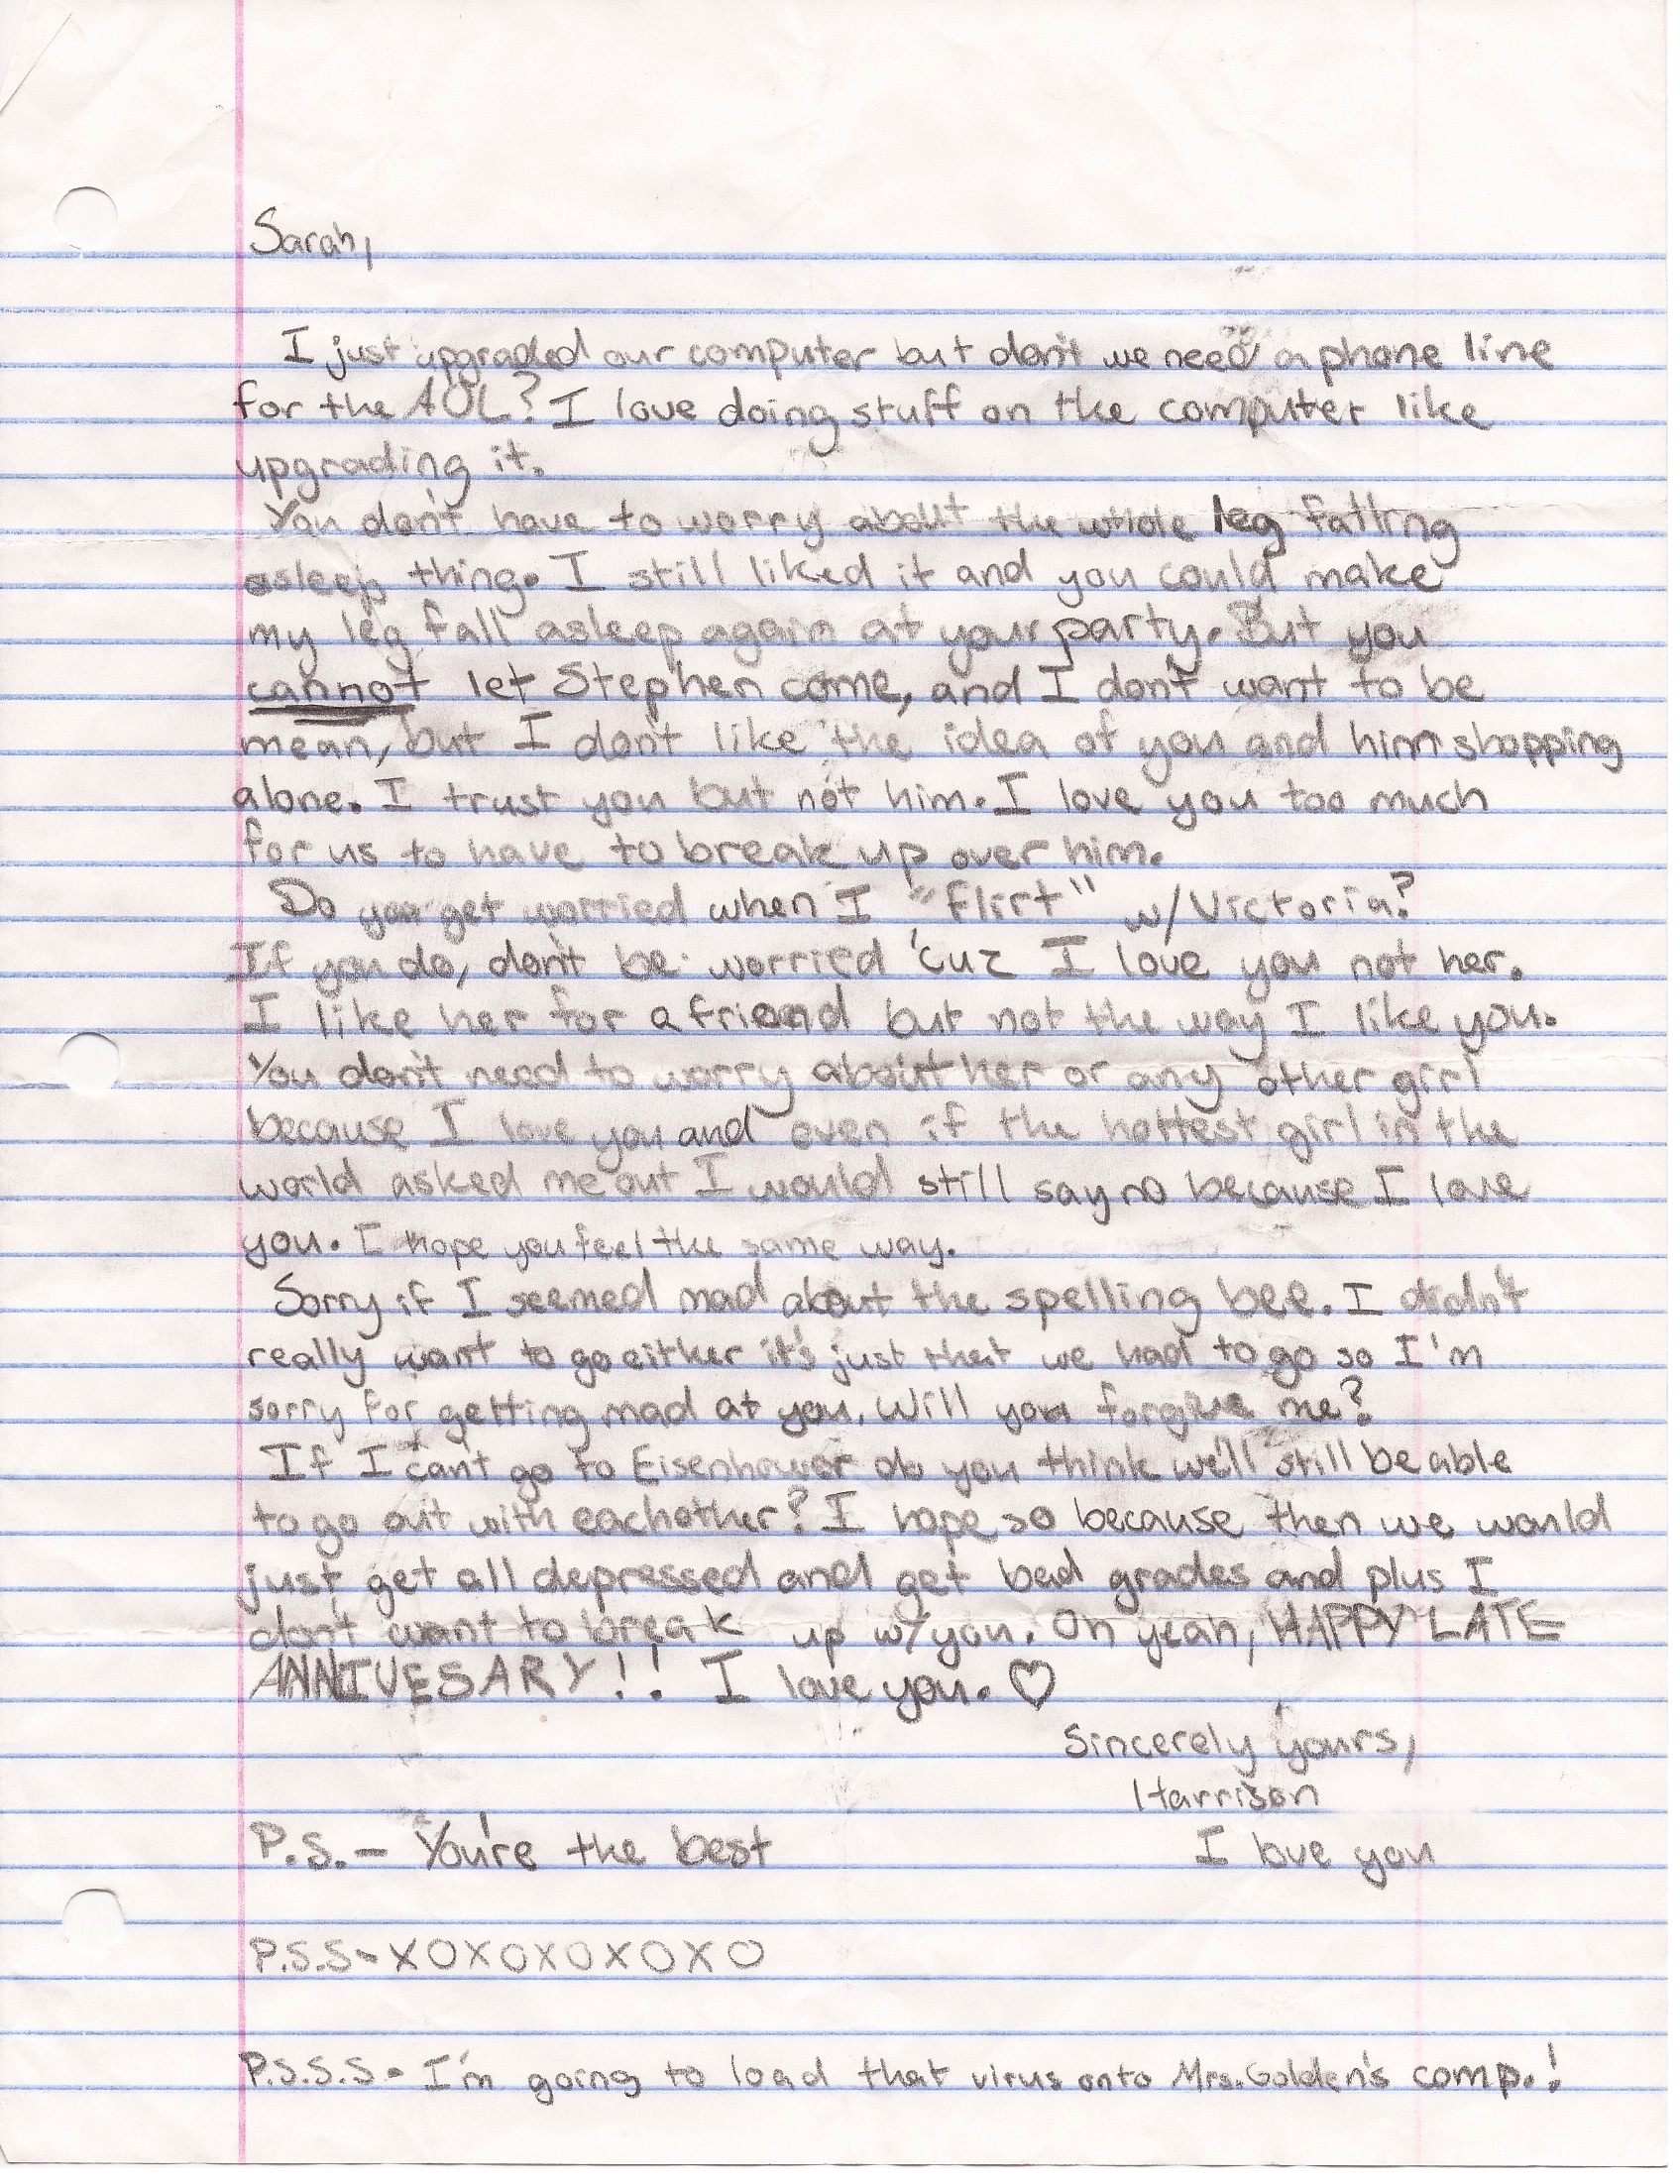 Sarah,
I just upgraded our computer but don't we need a phone line
for the AOL? I love doing stuff on the computer like
upgrading it.
You don't have to worry about the whole leg falling
asleep thing. I still liked it and you could make
my leg fall asleep again at your party. But you
cannot let Stephen come, and I don't want to be
mean, but I don't like the idea of you and him shopping
alone. I trust you but not him. I love you too much
for us to have to break up over him.
Do you get worried when I "flirt" w/Victoria?
If you do, don't be worried 'cuz I love you not her.
I like her for a friend but not the way I like you.
You don't need to worry about her or any other girl
because I love you and even if the hottest girl in the
world asked me out I would still say no because I love
you. I hope you feel the same way.
Sorry if I seemed mad about the spelling bee. I didn't
really want to go either it's just that we had to go so I'm
sorry for getting mad at you. Will you forgive me?
If I can't go to Eisenhower do you think we'll still be able
to go out with eachother? I hope so because then we would
just get all depressed and get bad grades and plus I
don't want to break up w/ you. Oh yeah, HAPPY LATE
ANNIVESARY!! I love you. ♡
Sincerely yours,
Harrison
P.S.- You're the best
I love you
P.S.S- XOXOXOXOXO
P.S.S.S- I'm going to load that virus onto Mrs. Golden's comp.!